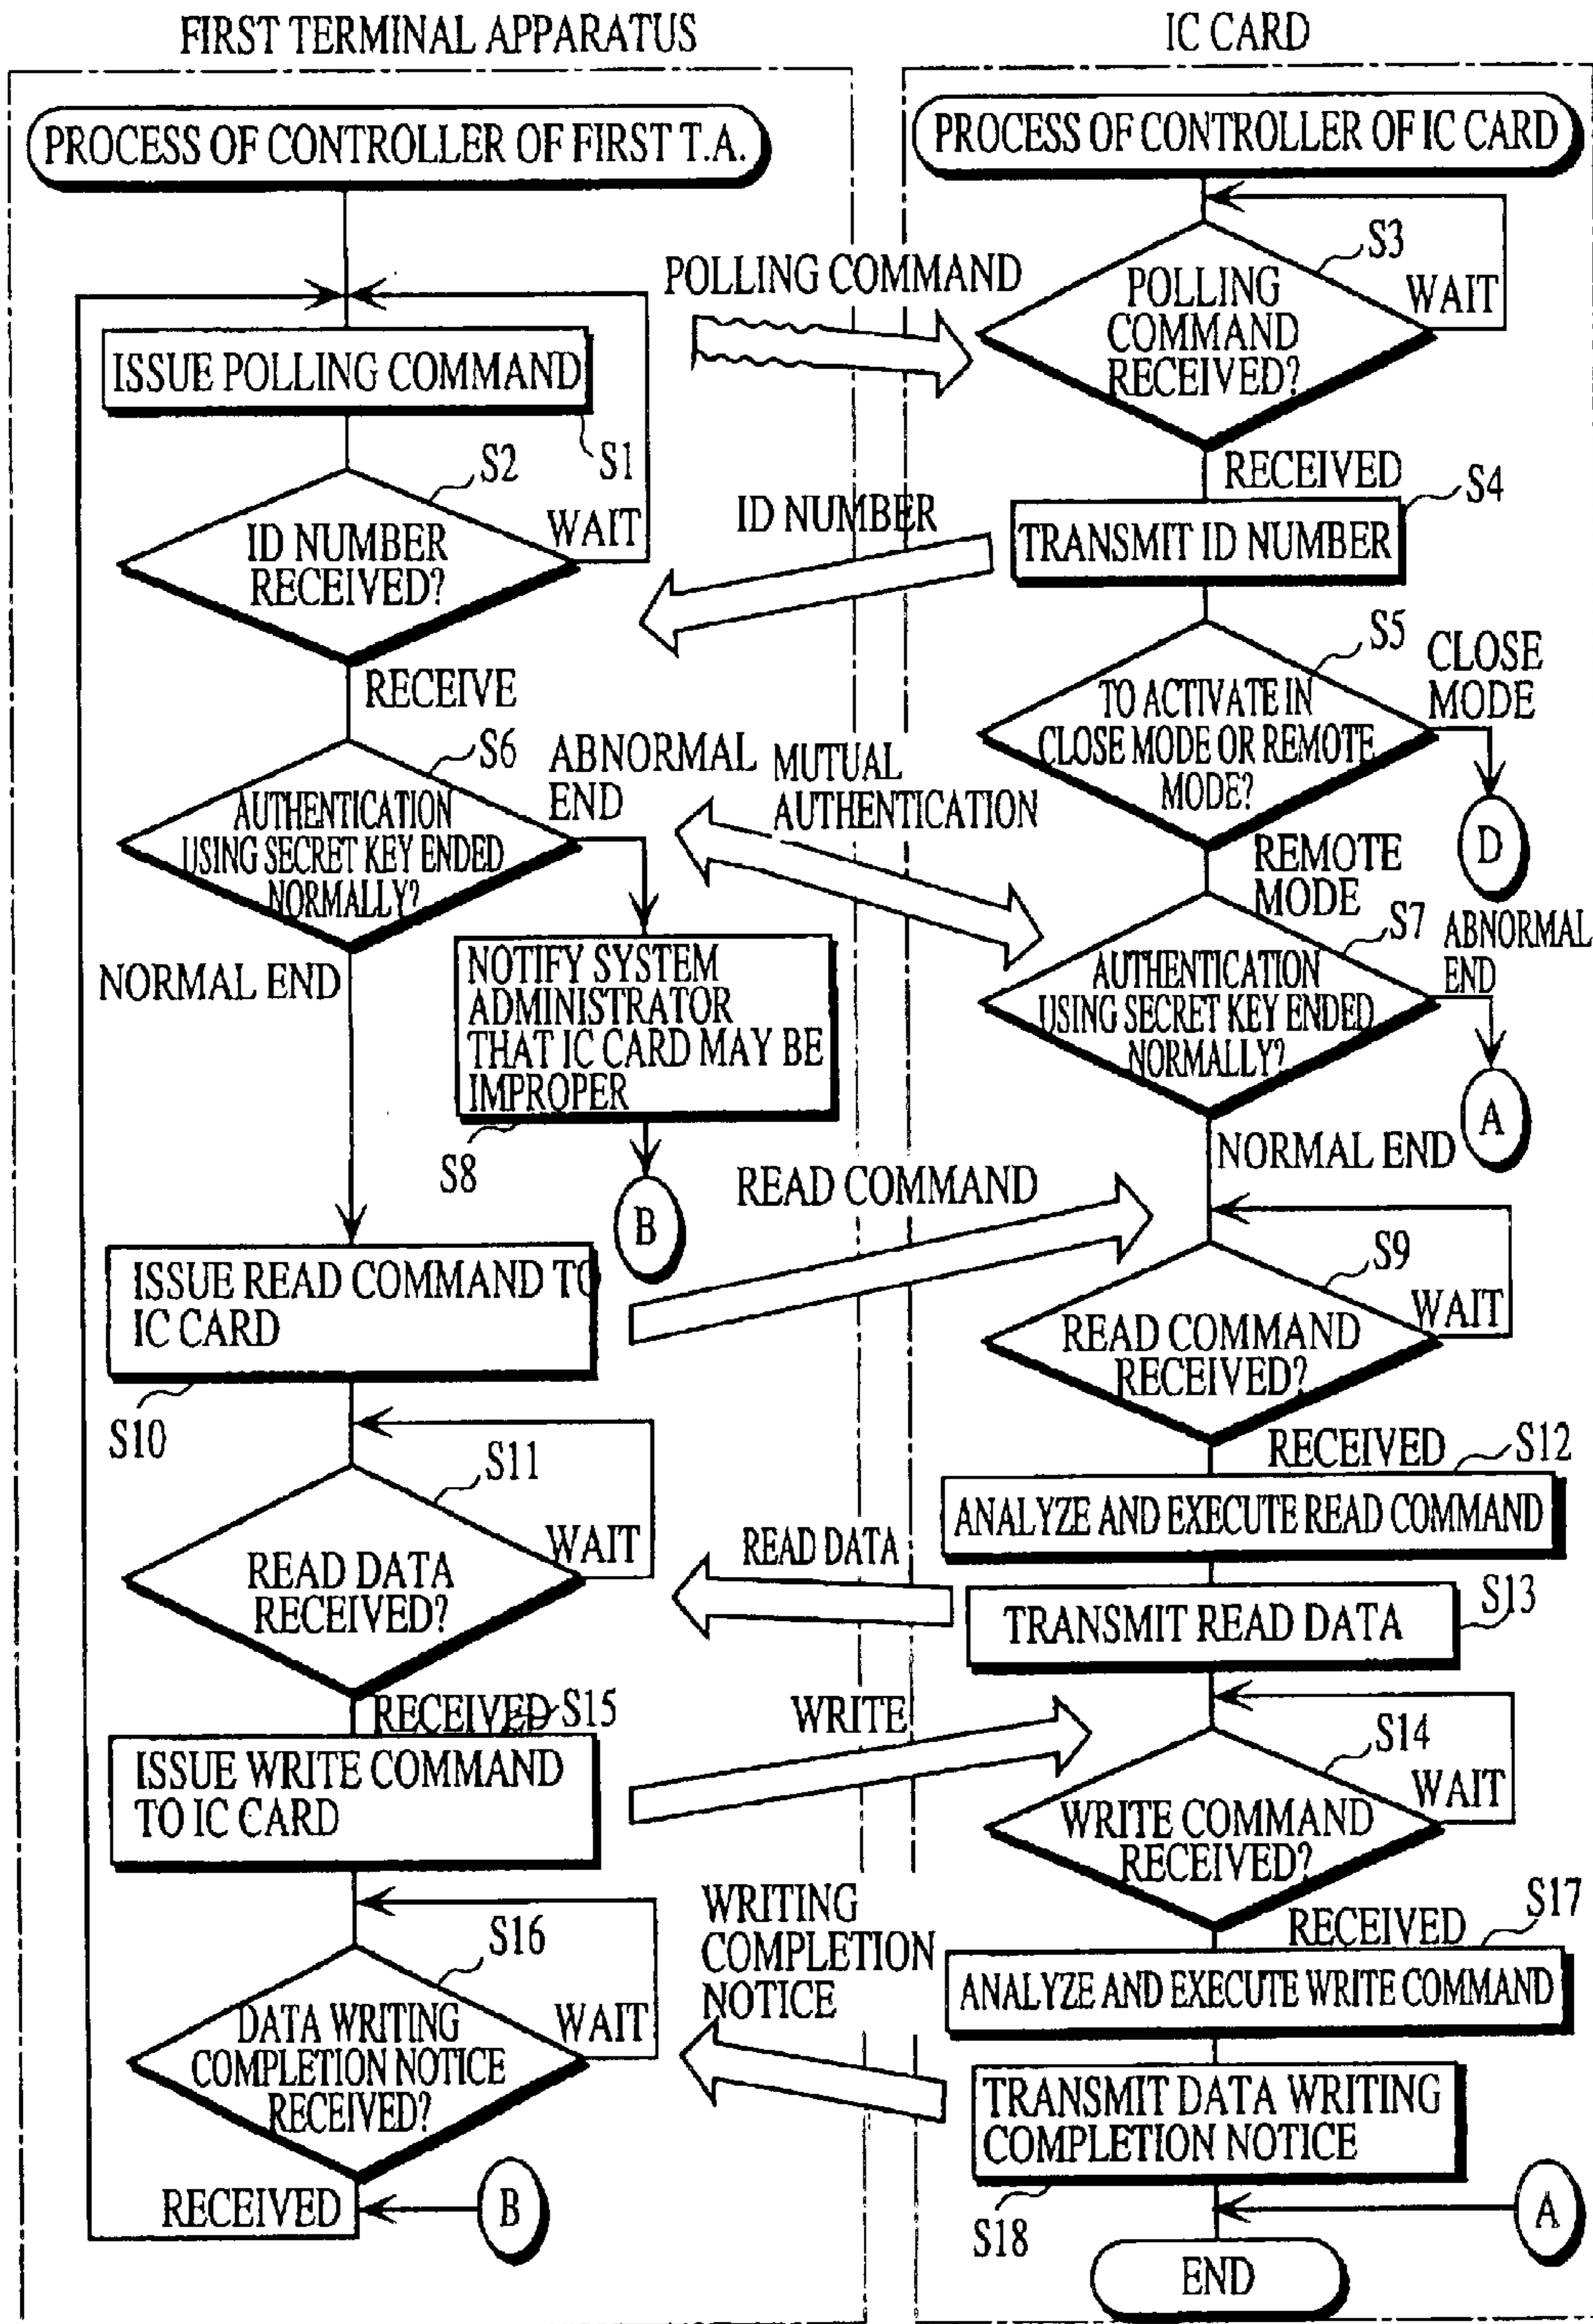 FIRST TERMINAL APPARATUS
IC CARD
PROCESS OF CONTROLLER OF FIRST T.A.
PROCESS OF CONTROLLER OF IC CARD
S3
POLLING COMMAND
POLLING
COMMAND
RECEIVED?
WAIT
ISSUE POLLING COMMAND
S1
S2
ID NUMBER
RECEIVED?
WAIT
RECEIVED
S4
ID NUMBER
TRANSMIT ID NUMBER
RECEIVE
S5
CLOSE
MODE
TO ACTIVATE IN
CLOSE MODE OR REMOTE
MODE?
D
S6
ABNORMAL
END
MUTUAL
AUTHENTICATION
AUTHENTICATION
USING SECRET KEY ENDED
NORMALLY?
REMOTE
MODE
S7
ABNORMAL
END
NORMAL END
NOTIFY SYSTEM
ADMINISTRATOR
THAT IC CARD MAY BE
IMPROPER
AUTHENTICATION
USING SECRET KEY ENDED
NORMALLY?
A
S8
B
NORMAL END
READ COMMAND
ISSUE READ COMMAND TO
IC CARD
S10
S9
WAIT
READ COMMAND
RECEIVED?
S11
WAIT
READ DATA
RECEIVED?
RECEIVED
S12
ANALYZE AND EXECUTE READ COMMAND
READ DATA
S13
TRANSMIT READ DATA
RECEIVED
S15
WRITE
ISSUE WRITE COMMAND
TO IC CARD
S14
WAIT
WRITE COMMAND
RECEIVED?
S16
WAIT
DATA WRITING
COMPLETION NOTICE
RECEIVED?
WRITING
COMPLETION
NOTICE
RECEIVED
S17
ANALYZE AND EXECUTE WRITE COMMAND
TRANSMIT DATA WRITING
COMPLETION NOTICE
RECEIVED
B
S18
A
END